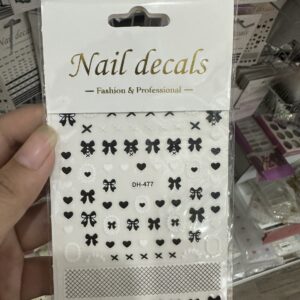 Nail decals
— Fashion & Professional —
DH-477